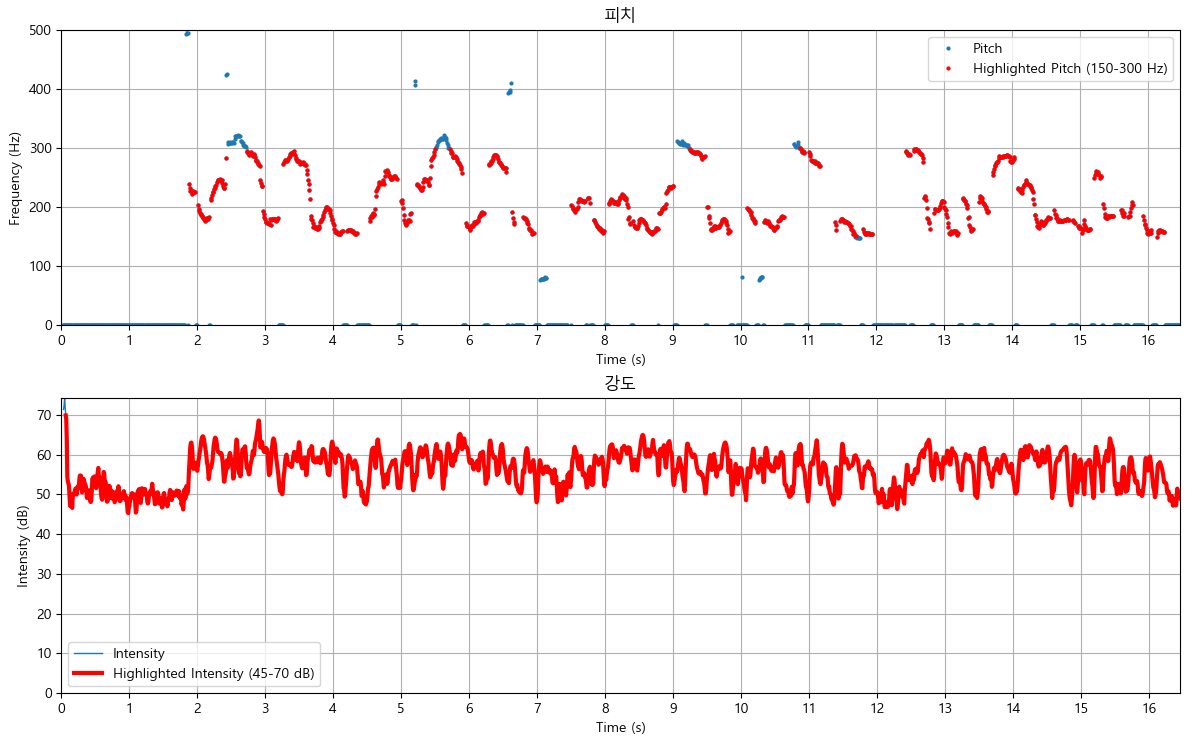 피치
500
400
300
200
100
0
Frequency (Hz)
Pitch
Highlighted Pitch (150-300 Hz)
0 1 2 3 4 5 6 7 8 9 10 11 12 13 14 15 16
Time (s)
강도
70
60
50
40
30
20
10
0
Intensity (dB)
Intensity
Highlighted Intensity (45-70 dB)
0 1 2 3 4 5 6 7 8 9 10 11 12 13 14 15 16
Time (s)